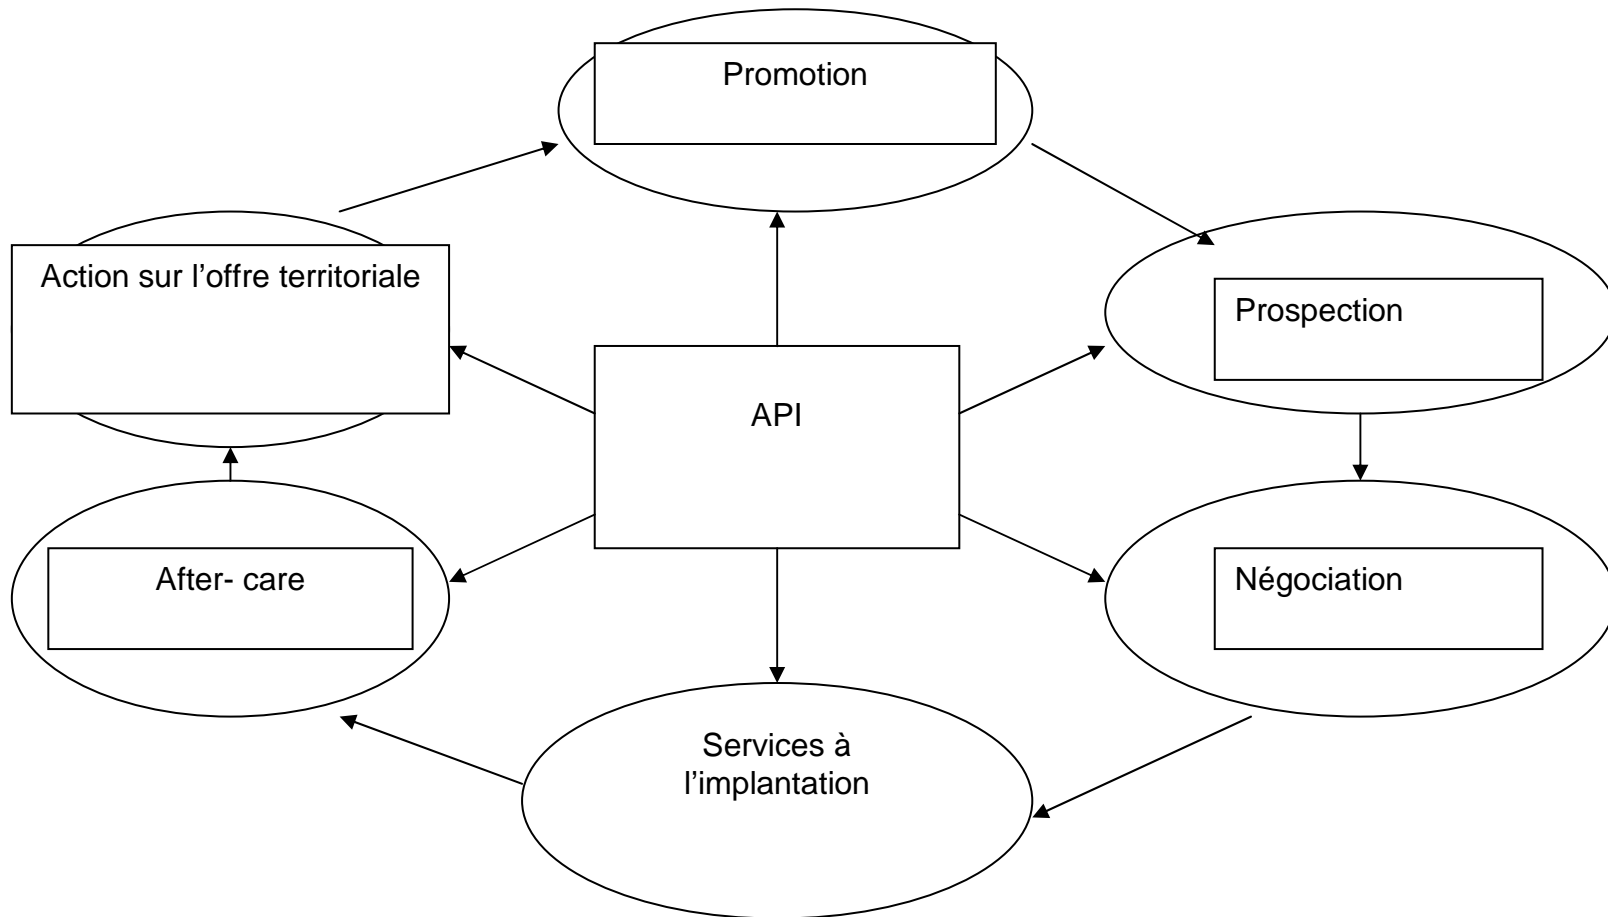 Promotion
Action sur l’offre territoriale
Prospection
API
After- care
Négociation
Services à
l’implantation